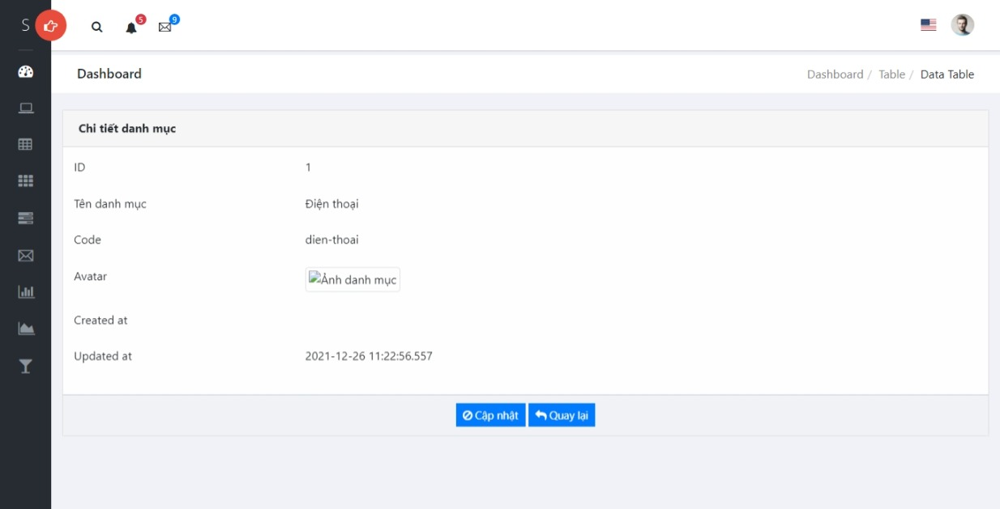 S 5 9
Dashboard Dashboard / Table / Data Table
Chi tiết danh mục
ID 1
Tên danh mục Điện thoại
Code dien-thoai
Avatar Ảnh danh mục
Created at
Updated at 2021-12-26 11:22:56.557
Cập nhật Quay lại